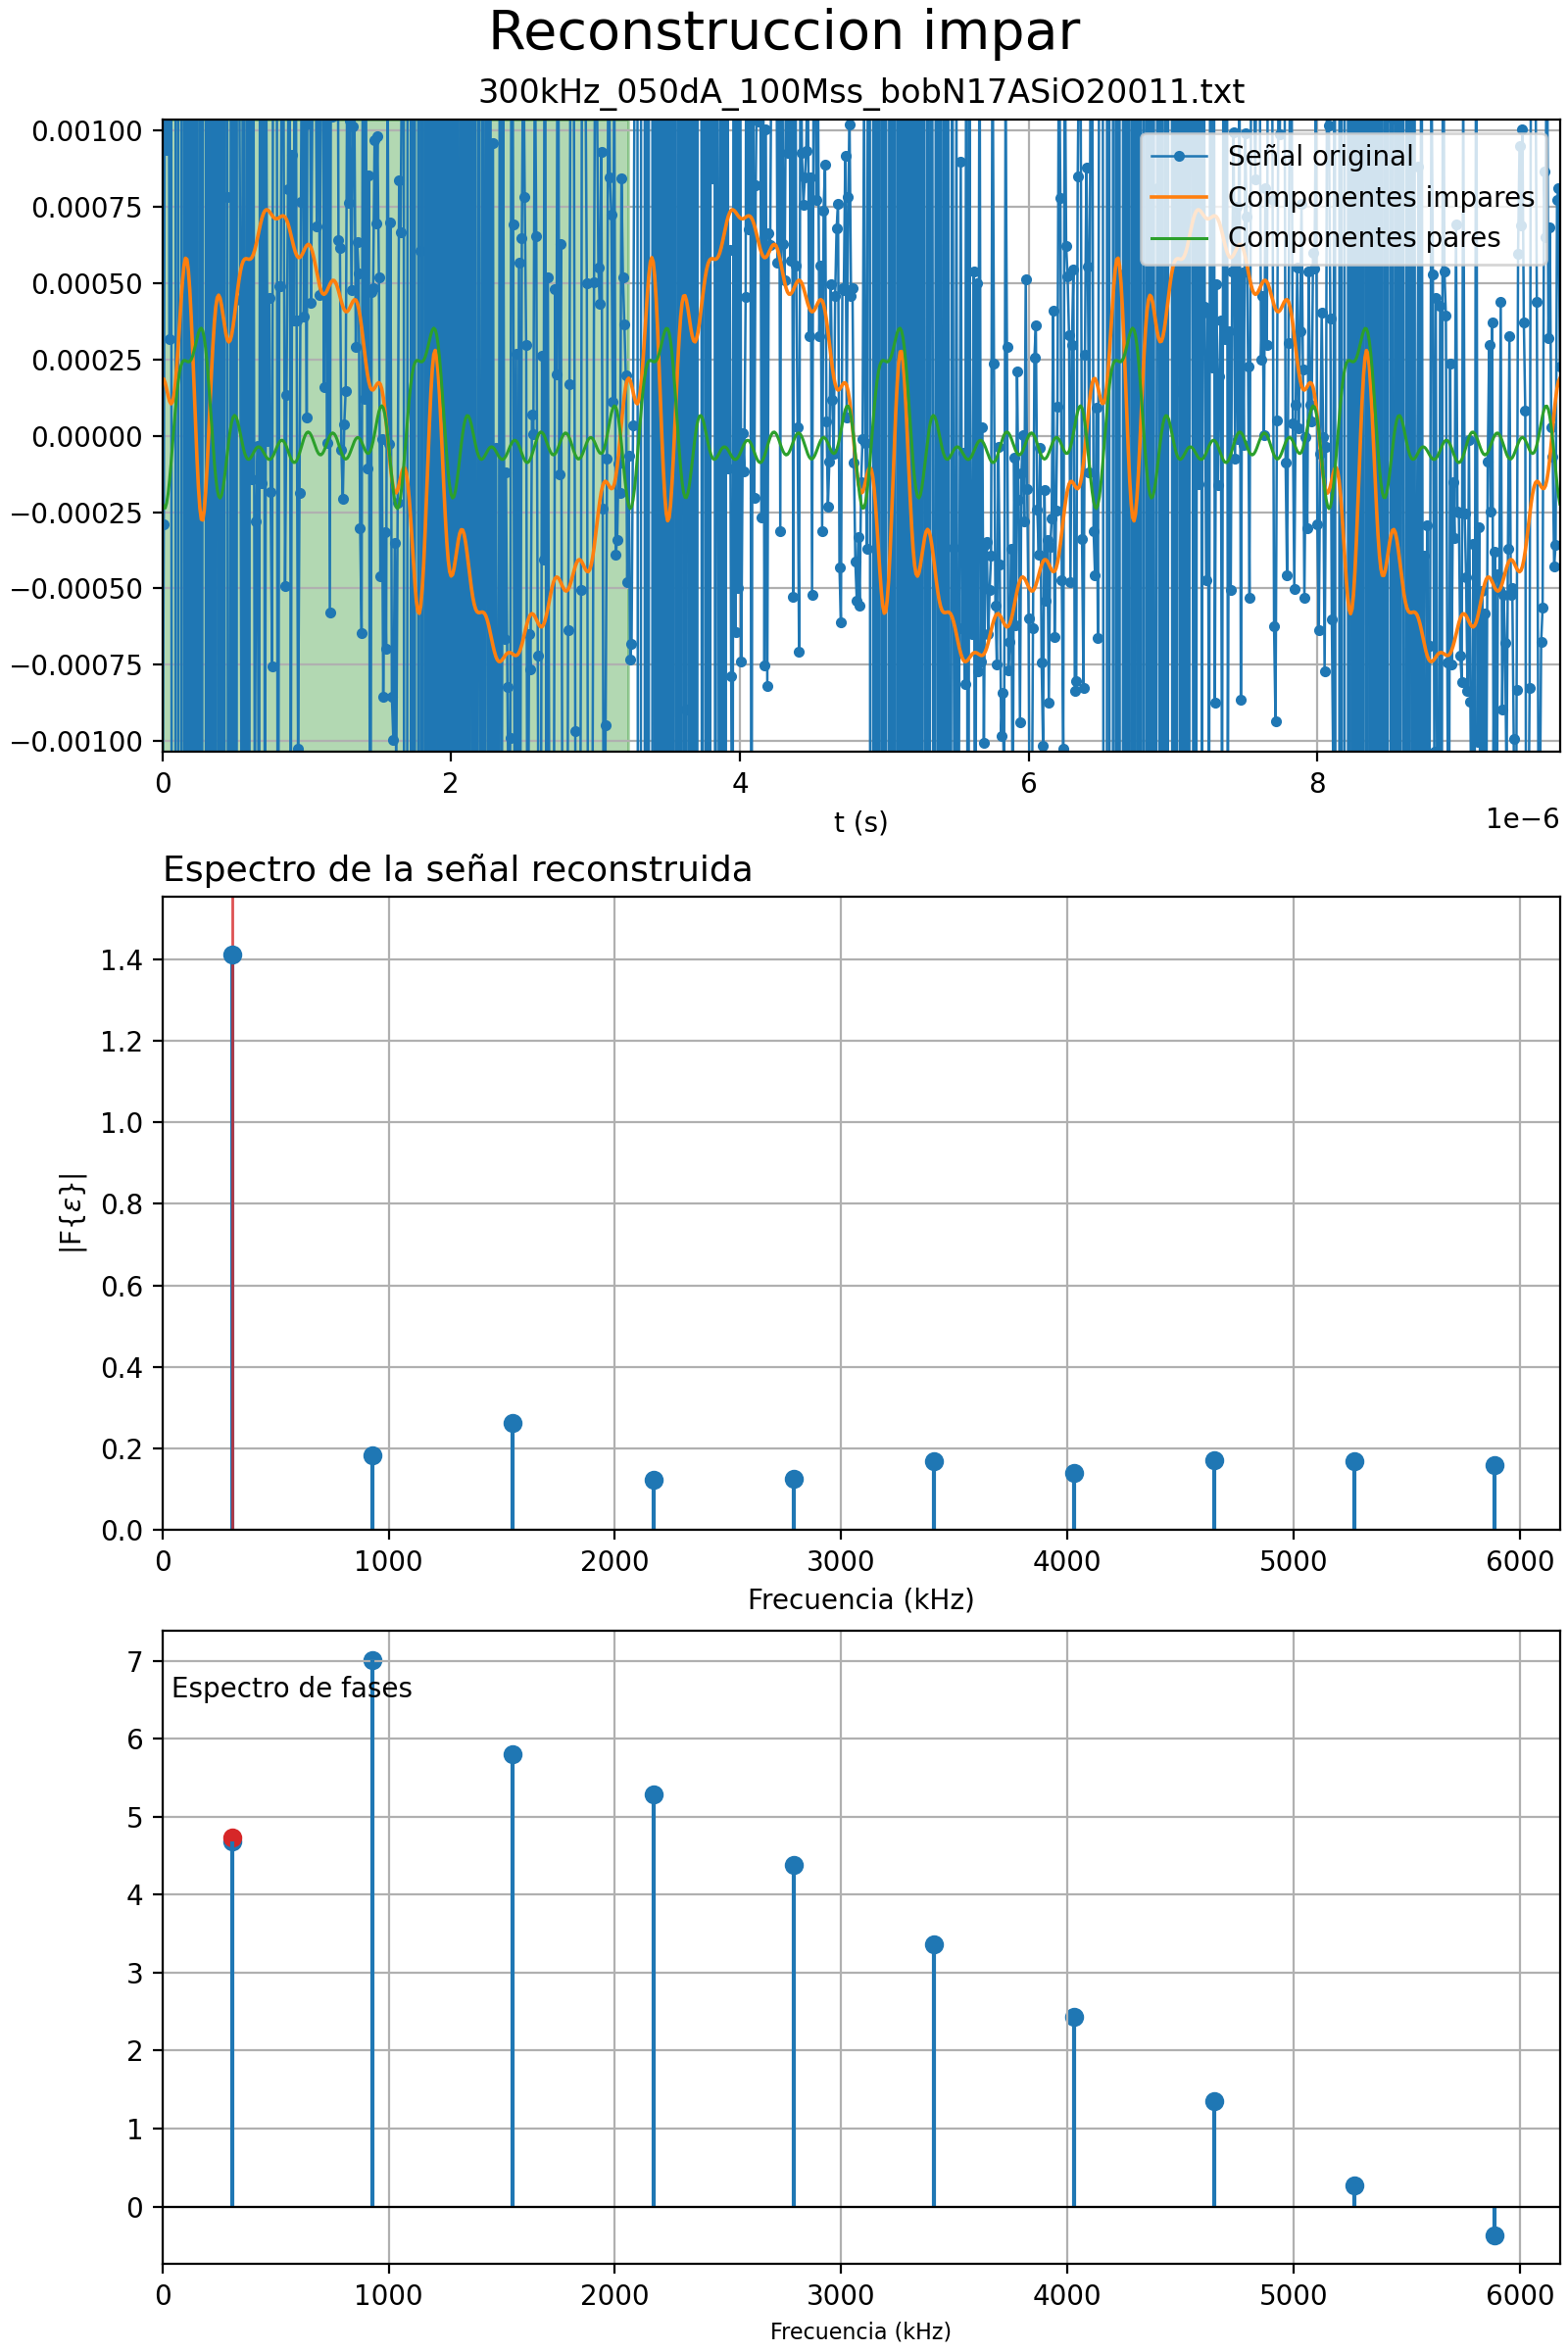 Reconstruccion impar
300kHz_050dA_100Mss_bobN17ASiO20011.txt
0.00100
0.00075
0.00050
0.00025
0.00000
−0.00025
−0.00050
−0.00075
−0.00100
Señal original
Componentes impares
Componentes pares
0 2 4 6 8
1e−6
t (s)
Espectro de la señal reconstruida
1.4
1.2
1.0
0.8
0.6
0.4
0.2
0.0
|F{ε}|
0 1000 2000 3000 4000 5000 6000
Frecuencia (kHz)
7
6
5
4
3
2
1
0
Espectro de fases
0 1000 2000 3000 4000 5000 6000
Frecuencia (kHz)